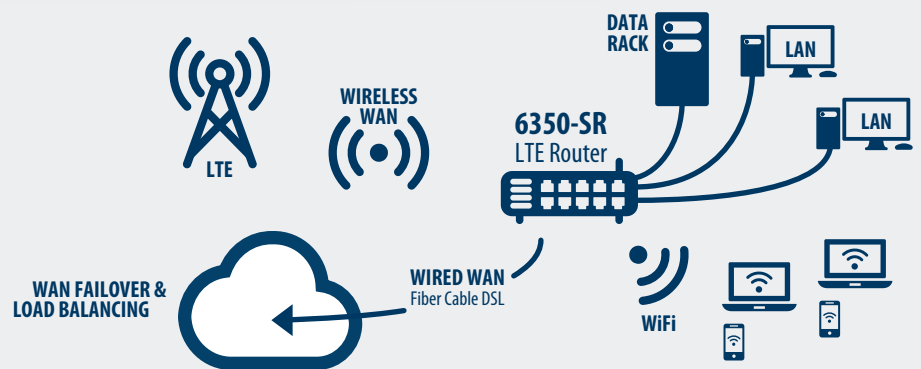 DATA
RACK
LAN
LAN
WIRELESS
WAN
6350-SR
LTE Router
LTE
WAN FAILOVER &
LOAD BALANCING
WIRED WAN
Fiber Cable DSL
WiFi